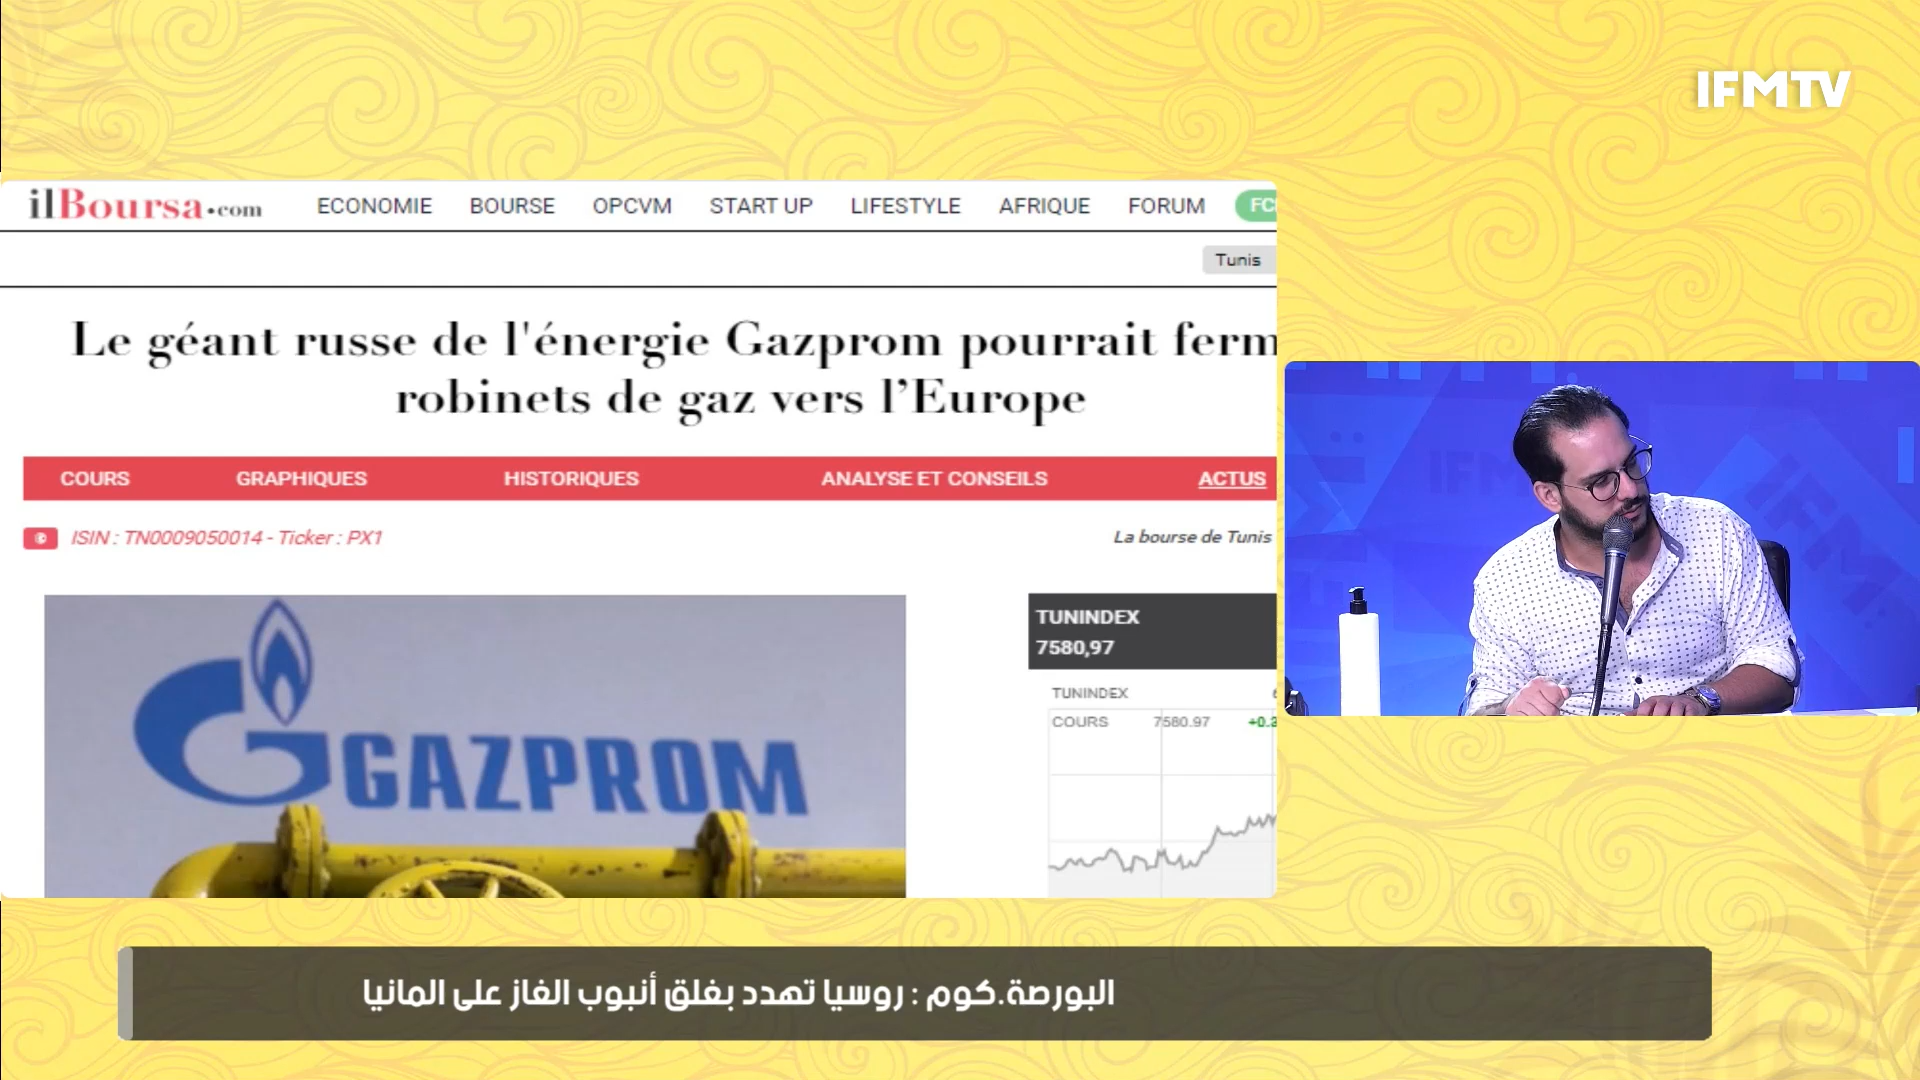 IFMTV
ilBoursa.com
ECONOMIE BOURSE OPCVM START UP LIFESTYLE AFRIQUE FORUM
Tunis
Le géant russe de l'énergie Gazprom pourrait ferm
robinets de gaz vers l’Europe
COURS GRAPHIQUES HISTORIQUES ANALYSE ET CONSEILS ACTUS
ISIN : TN0009050014 - Ticker : PX1
La bourse de Tunis
GAZPROM
TUNINDEX
7580,97
TUNINDEX
COURS 7580.97
البورصة.كوم : روسيا تهدد بغلق أنبوب الغاز على المانيا